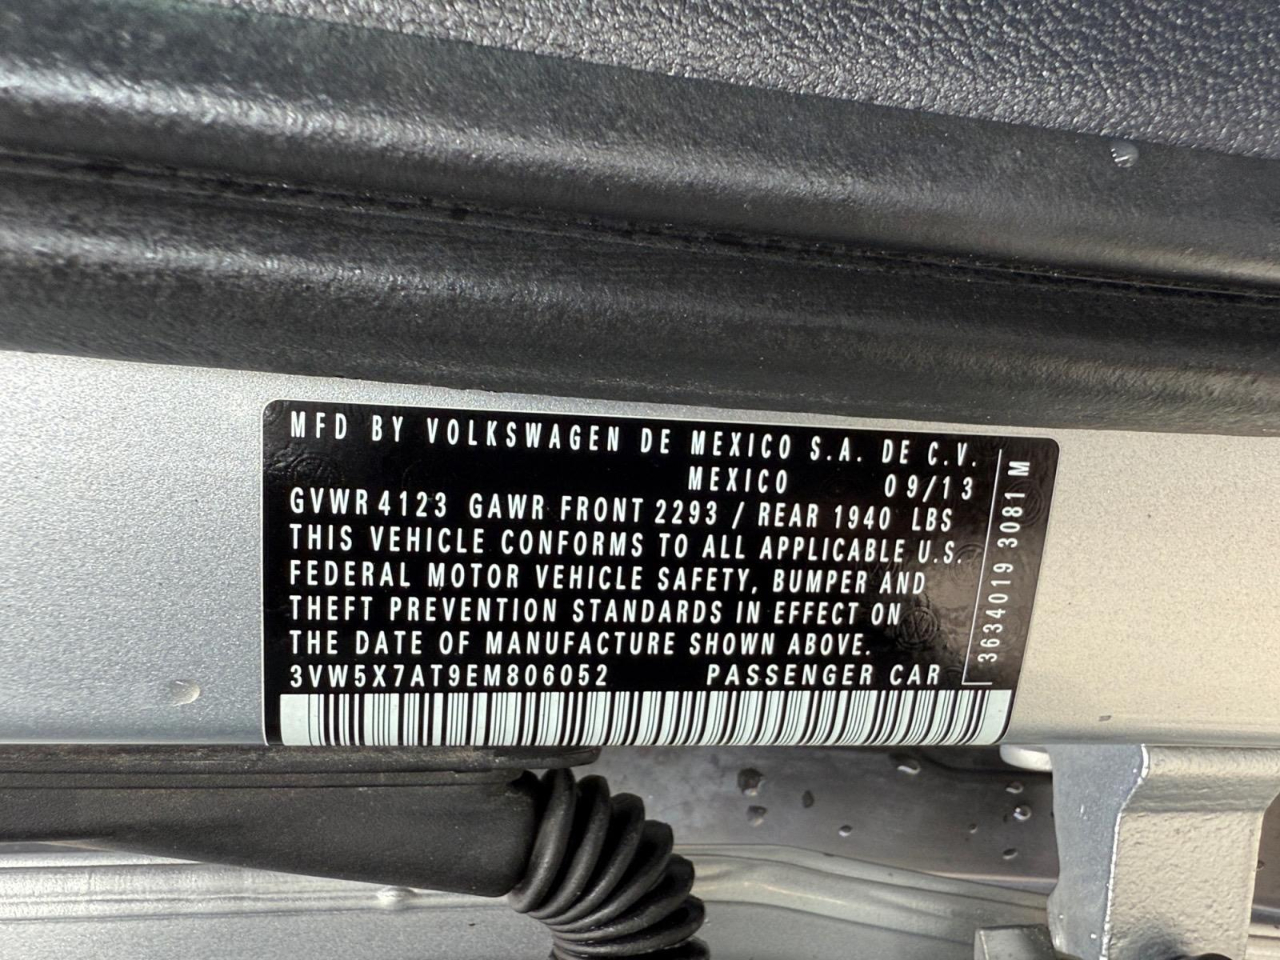 MFD BY VOLKSWAGEN DE MEXICO S.A. DE C.V.
MEXICO 09/13
GVWR 4123 GAWR FRONT 2293 / REAR 1940 LBS
THIS VEHICLE CONFORMS TO ALL APPLICABLE U.S.
FEDERAL MOTOR VEHICLE SAFETY, BUMPER AND
THEFT PREVENTION STANDARDS IN EFFECT ON
THE DATE OF MANUFACTURE SHOWN ABOVE.
3VW5X7AT9EM806052 PASSENGER CAR
3634019 3081 M